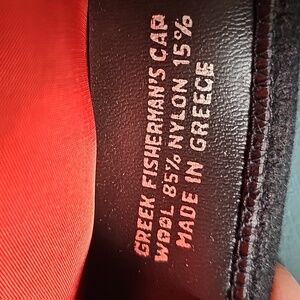 GREEK FISHERMAN'S CAP
WOOL 85% NYLON 15%
MADE IN GREECE